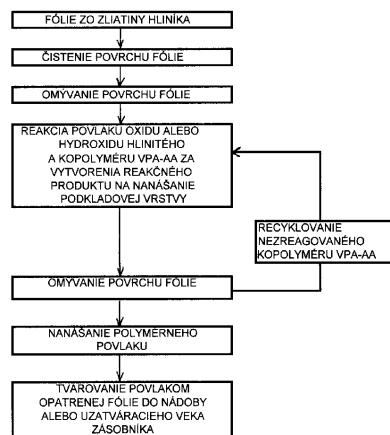 FÓLIE ZO ZLIATINY HLINÍKA
ČISTENIE POVRCHU FÓLIE
OMÝVANIE POVRCHU FÓLIE
REAKCIA POVLAKU OXIDU ALEBO
HYDROXIDU HLINITÉHO
A KOPOLYMÉRU VPA-AA ZA
VYTVORENIA REAKČNÉHO
PRODUKTU NA NANÁŠANIE
PODKLADOVEJ VRSTVY
RECYKLOVANIE
NEZREAGOVANÉHO
KOPOLYMÉRU VPA-AA
OMÝVANIE POVRCHU FÓLIE
NANÁŠANIE POLYMÉRNEHO
POVLAKU
TVÁROVANIE POVLAKOM
OPATRENEJ FÓLIE DO NÁDOBY
ALEBO UZATVÁRACIEHO VEKA
ZÁSOBNÍKA